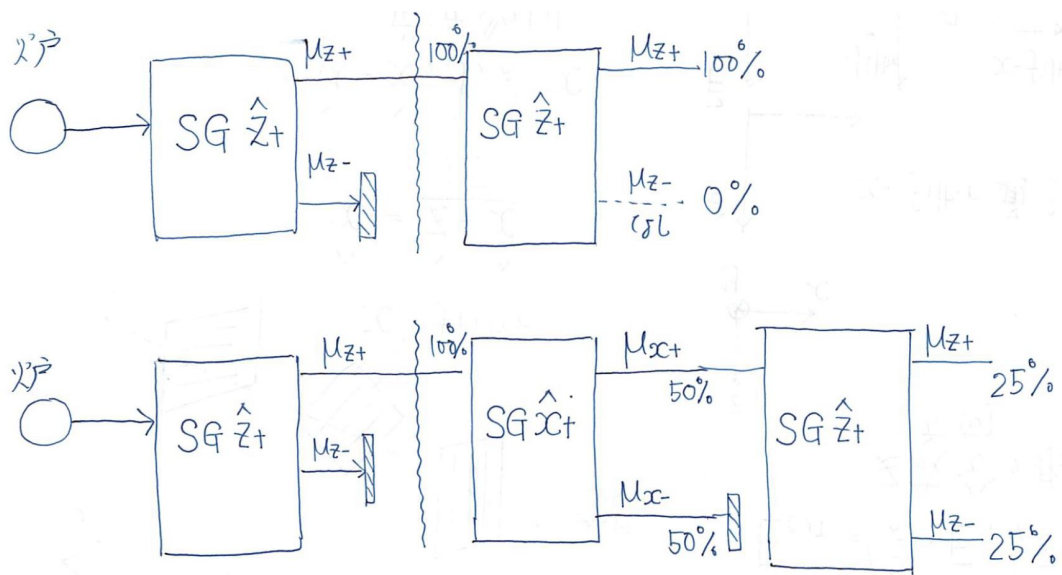 炉
μz+
100%
μz+
100%
SG ẑ+
SG ẑ+
μz-
μz-
0%
炉
μz+
100%
μx+
50%
μz+
25%
SG ẑ+
SG x̂+
SG ẑ+
μz-
μx-
50%
μz-
25%